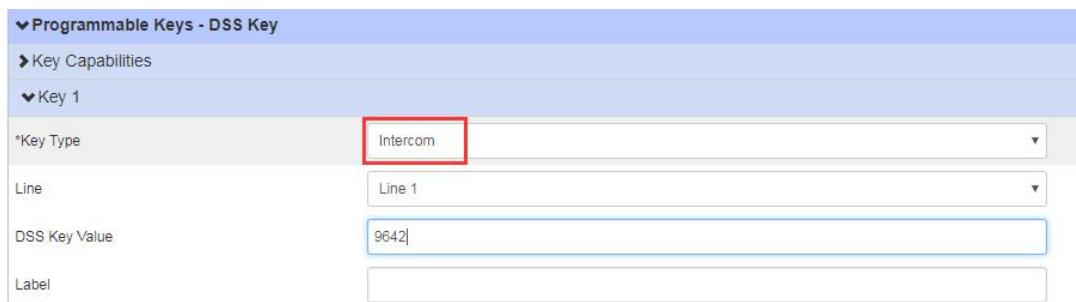 Programmable Keys - DSS Key
Key Capabilities
Key 1
*Key Type Intercom
Line Line 1
DSS Key Value 9642
Label